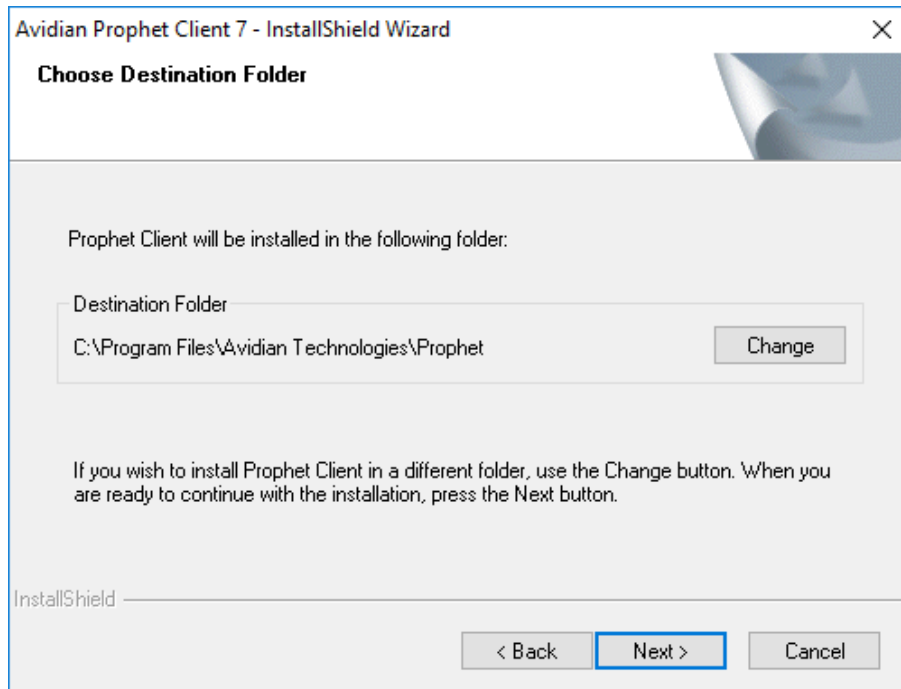 Avidian Prophet Client 7 - InstallShield Wizard
Choose Destination Folder
Prophet Client will be installed in the following folder:
Destination Folder
C:\Program Files\Avidian Technologies\Prophet
Change
If you wish to install Prophet Client in a different folder, use the Change button. When you
are ready to continue with the installation, press the Next button.
InstallShield
< Back
Next >
Cancel